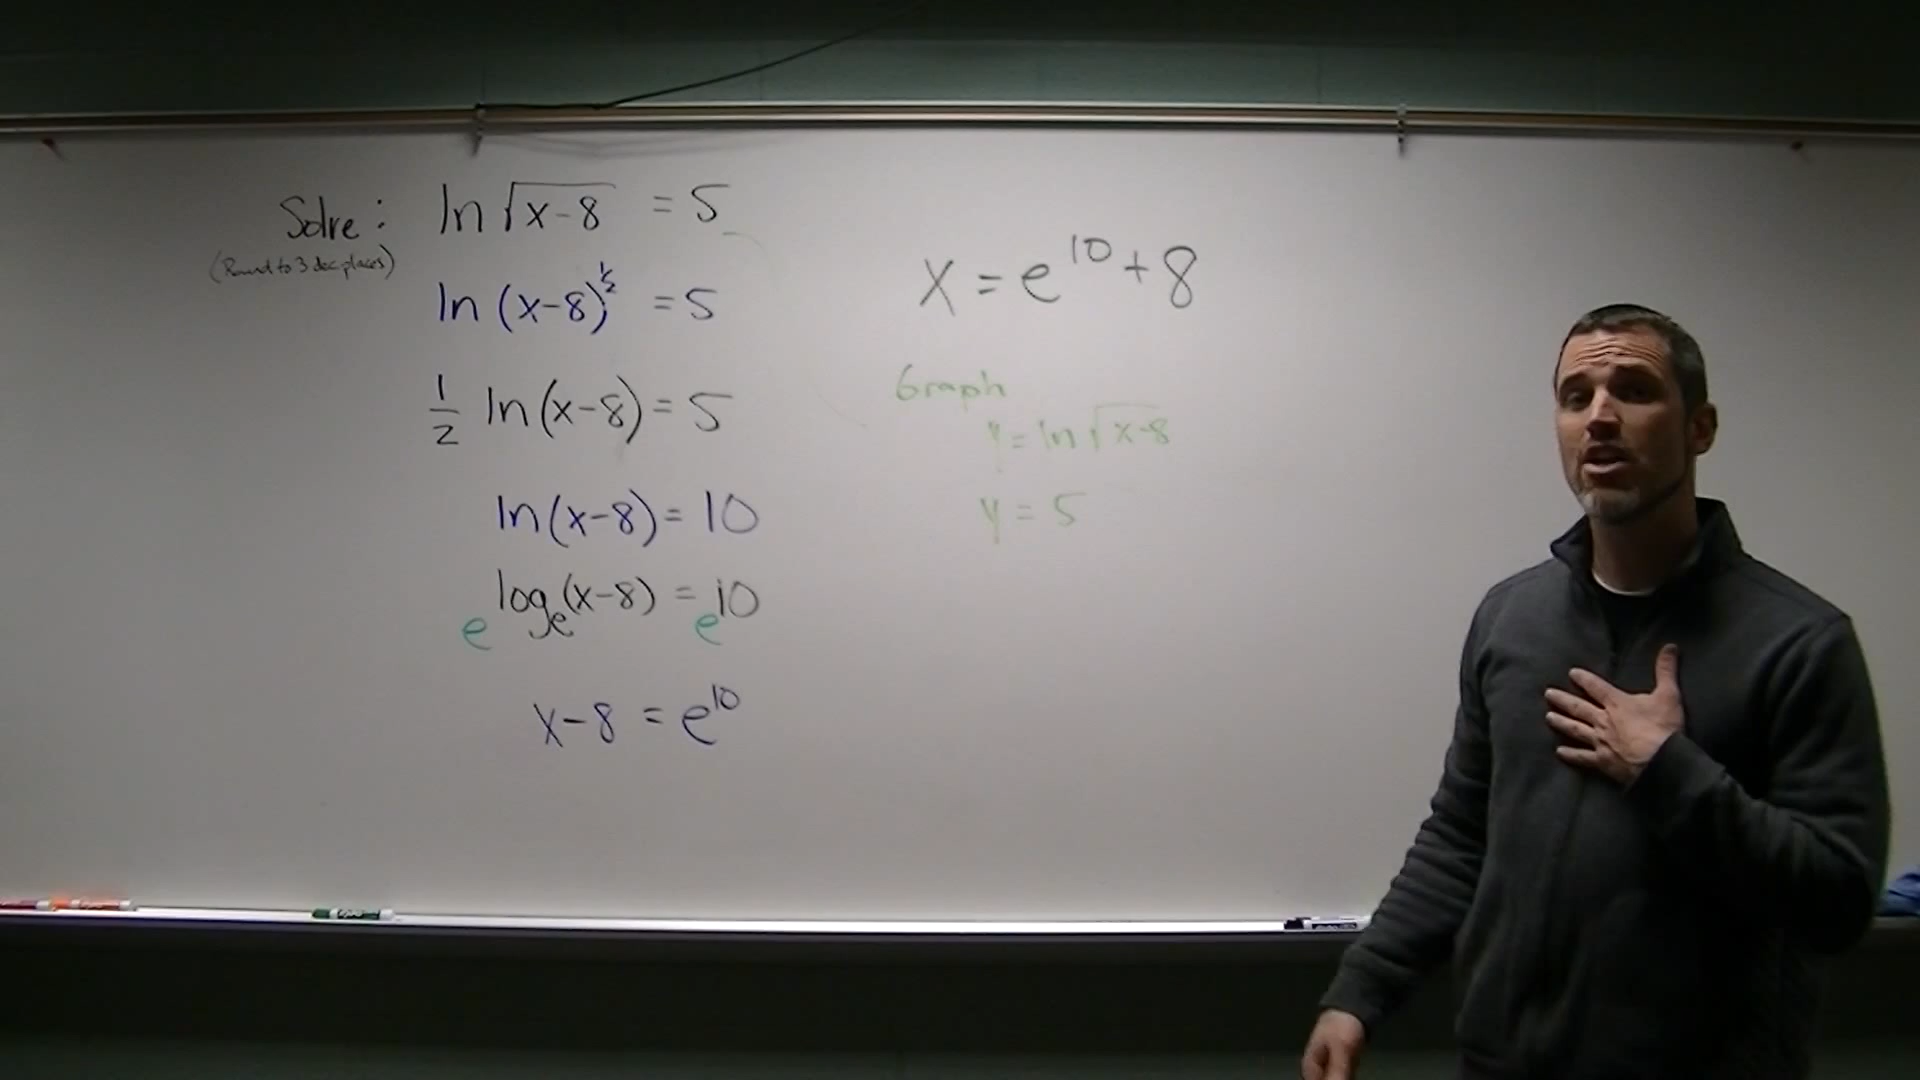 Solve: ln √(x-8) = 5
(Round to 3 dec. places)
ln (x-8)^½ = 5
1/2 ln(x-8) = 5
ln(x-8) = 10
e^log_e(x-8) = e^10
x-8 = e^10
x = e^10 + 8
Graph
y = ln √(x-8)
y = 5